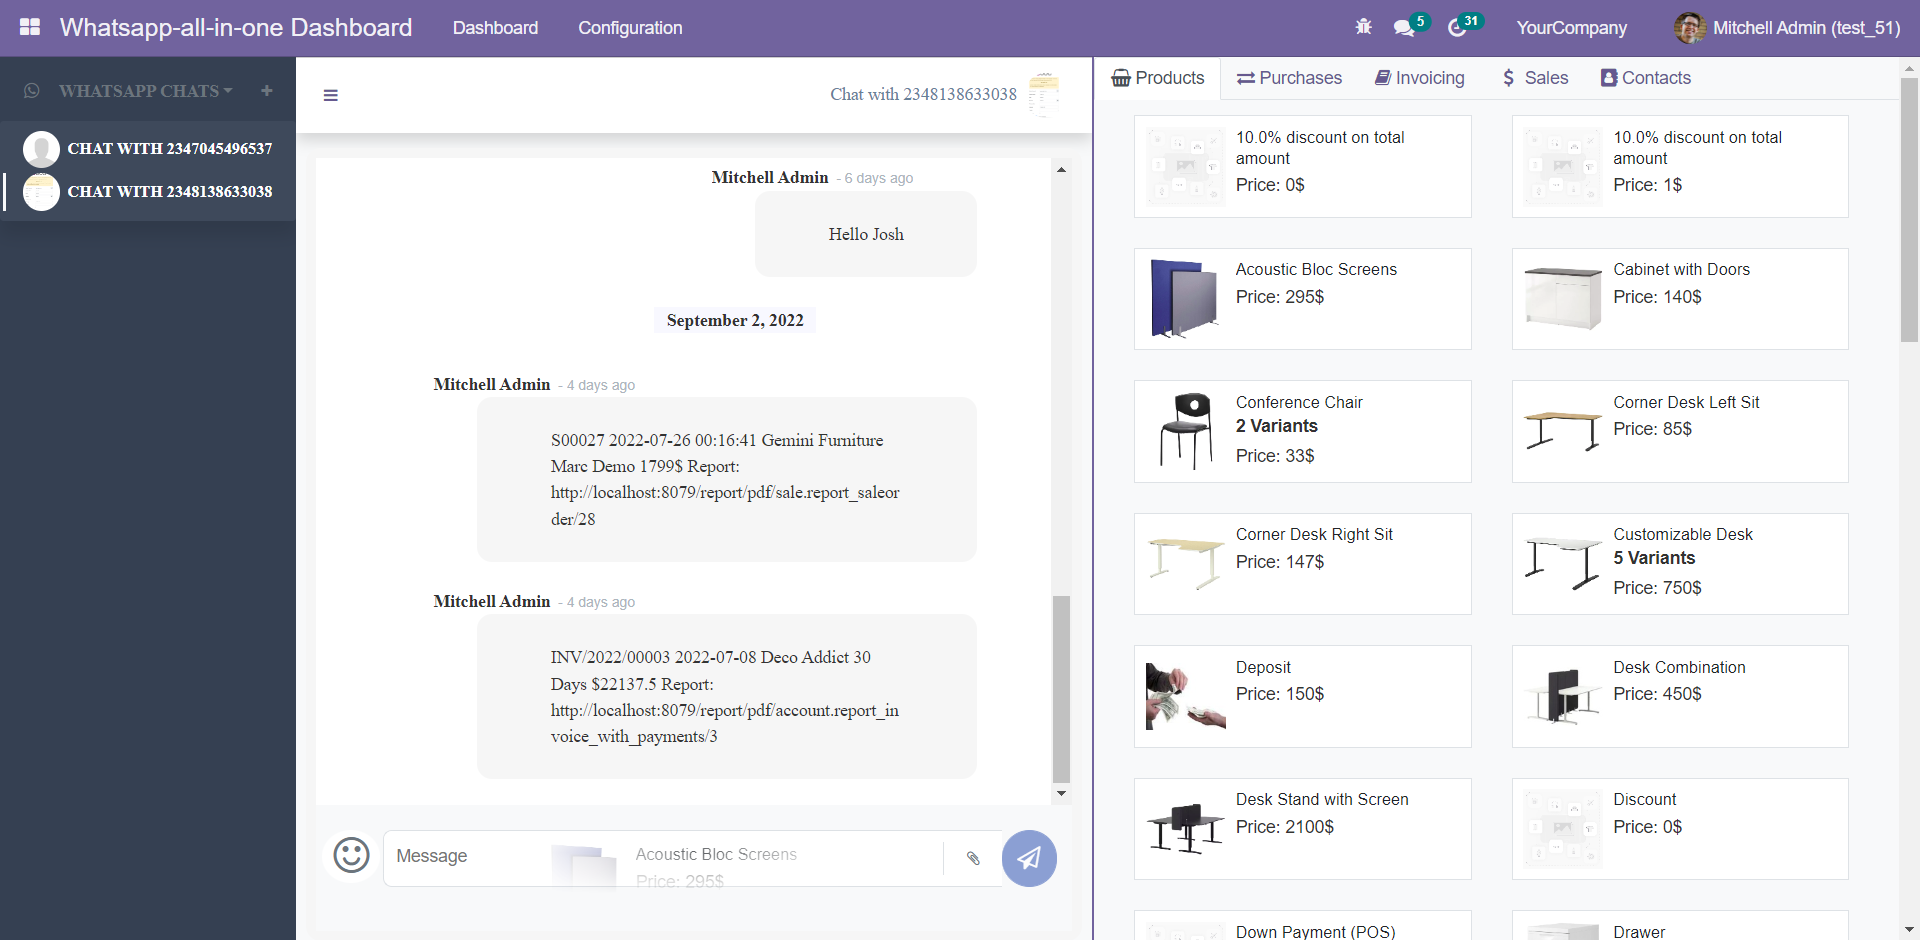 Whatsapp-all-in-one Dashboard
Dashboard
Configuration
5
31
YourCompany
Mitchell Admin (test_51)
WHATSAPP CHATS
CHAT WITH 2347045496537
CHAT WITH 2348138633038
Chat with 2348138633038
Mitchell Admin - 6 days ago
Hello Josh
September 2, 2022
Mitchell Admin - 4 days ago
S00027 2022-07-26 00:16:41 Gemini Furniture
Marc Demo 1799$ Report:
http://localhost:8079/report/pdf/sale.report_saleor
der/28
Mitchell Admin - 4 days ago
INV/2022/00003 2022-07-08 Deco Addict 30
Days $22137.5 Report:
http://localhost:8079/report/pdf/account.report_in
voice_with_payments/3
Message
Acoustic Bloc Screens
Price: 295$
Products
Purchases
Invoicing
$ Sales
Contacts
10.0% discount on total
amount
Price: 0$
10.0% discount on total
amount
Price: 1$
Acoustic Bloc Screens
Price: 295$
Cabinet with Doors
Price: 140$
Conference Chair
2 Variants
Price: 33$
Corner Desk Left Sit
Price: 85$
Corner Desk Right Sit
Price: 147$
Customizable Desk
5 Variants
Price: 750$
Deposit
Price: 150$
Desk Combination
Price: 450$
Desk Stand with Screen
Price: 2100$
Discount
Price: 0$
Down Payment (POS)
Drawer